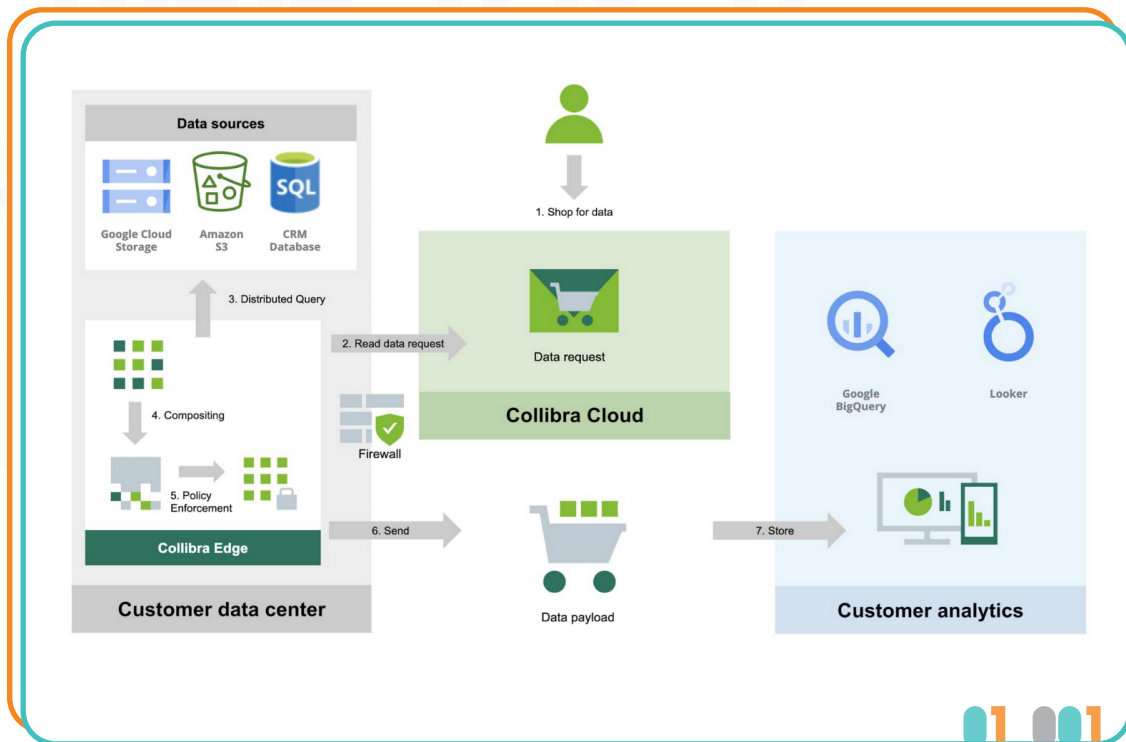 Data sources
SQL
Google Cloud
Storage
Amazon
S3
CRM
Database
1. Shop for data
3. Distributed Query
2. Read data request
Data request
Collibra Cloud
Google
BigQuery
Looker
4. Compositing
Firewall
5. Policy
Enforcement
Collibra Edge
6. Send
7. Store
Customer data center
Data payload
Customer analytics
01 001